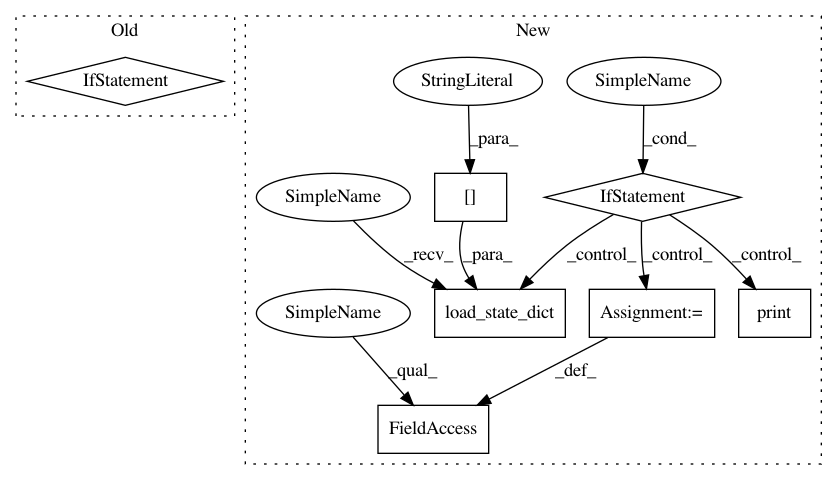 Old
New
IfStatement
StringLiteral
SimpleName
_para_
_cond_
SimpleName
[]
IfStatement
_recv_
_para_
_control_
_control_
_control_
SimpleName
load_state_dict
Assignment:=
print
_qual_
_def_
FieldAccess